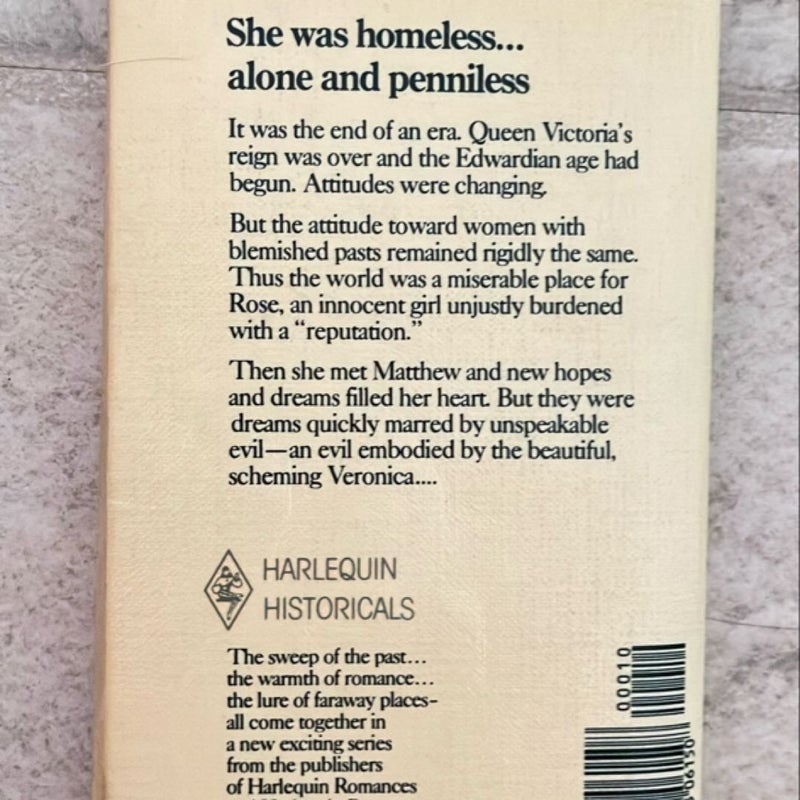 She was homeless...
alone and penniless
It was the end of an era. Queen Victoria's
reign was over and the Edwardian age had
begun. Attitudes were changing.
But the attitude toward women with
blemished pasts remained rigidly the same.
Thus the world was a miserable place for
Rose, an innocent girl unjustly burdened
with a “reputation.”
Then she met Matthew and new hopes
and dreams filled her heart. But they were
dreams quickly marred by unspeakable
evil—an evil embodied by the beautiful,
scheming Veronica....
HARLEQUIN
HISTORICALS
The sweep of the past...
the warmth of romance...
the lure of faraway places–
all come together in
a new exciting series
from the publishers
of Harlequin Romances
00010
06150